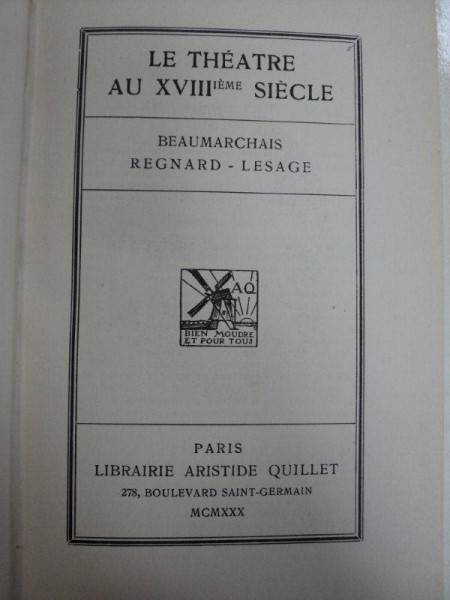 LE THÉATRE
AU XVIIIIÈME SIÈCLE
BEAUMARCHAIS
REGNARD - LESAGE
AQ
BIEN MOUDRE
ET POUR TOUS
PARIS
LIBRAIRIE ARISTIDE QUILLET
278, BOULEVARD SAINT-GERMAIN
MCMXXX